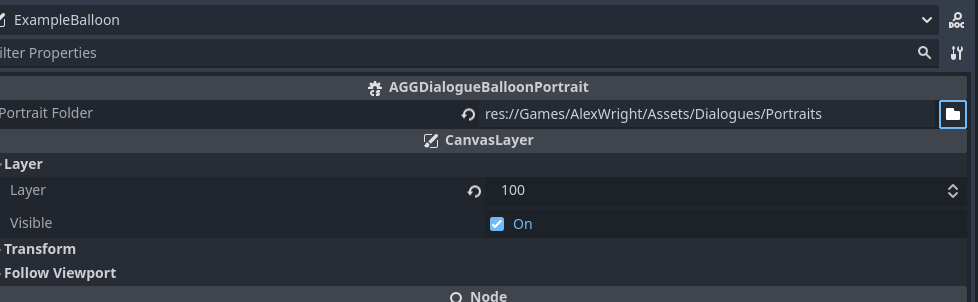 ExampleBalloon
DOC
ilter Properties
AGGDialogueBalloonPortrait
Portrait Folder res://Games/AlexWright/Assets/Dialogues/Portraits
CanvasLayer
Layer
Layer 100
Visible On
Transform
Follow Viewport
Node